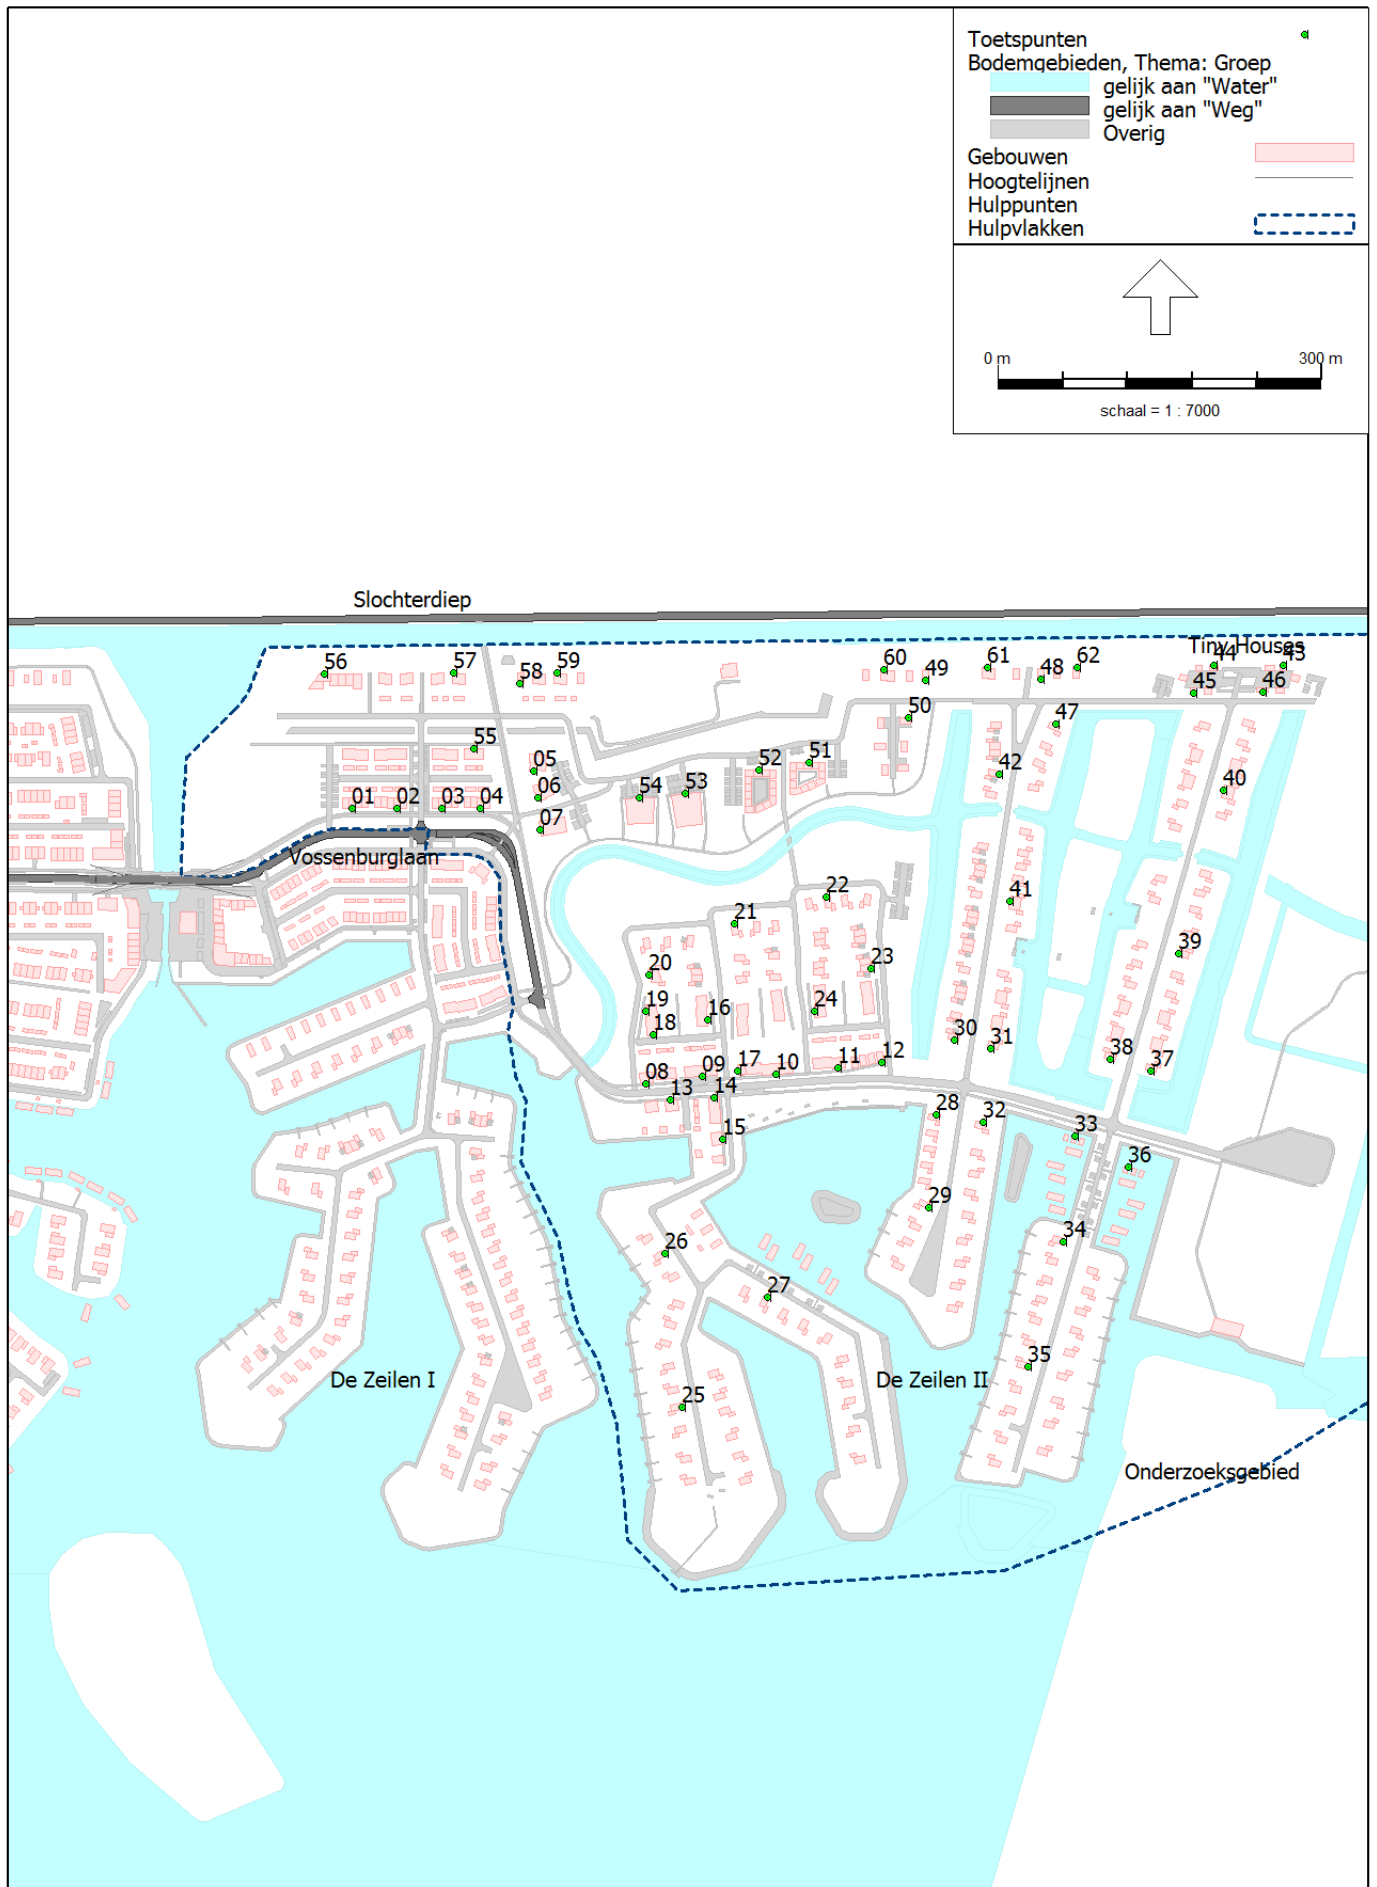 Toetspunten
Bodemgebieden, Thema: Groep
gelijk aan "Water"
gelijk aan "Weg"
Overig
Gebouwen
Hoogtelijnen
Hulppunten
Hulpvlakken
0 m 300 m
schaal = 1 : 7000
Slochterdiep
Tiny Houses
56 57 58 59 60 49 61 48 62 44 43
45 46
50 47
55 05 52 51 42
06 54 53 40
01 02 03 04
07
Vossenburglaan
22 41
21
20 23 39
19 16 24
18 30 31
08 09 17 10 11 12 38 37
13 14
28 32
15 33
36
29
26 34
27
De Zeilen I De Zeilen II 35
25
Onderzoeksgebied